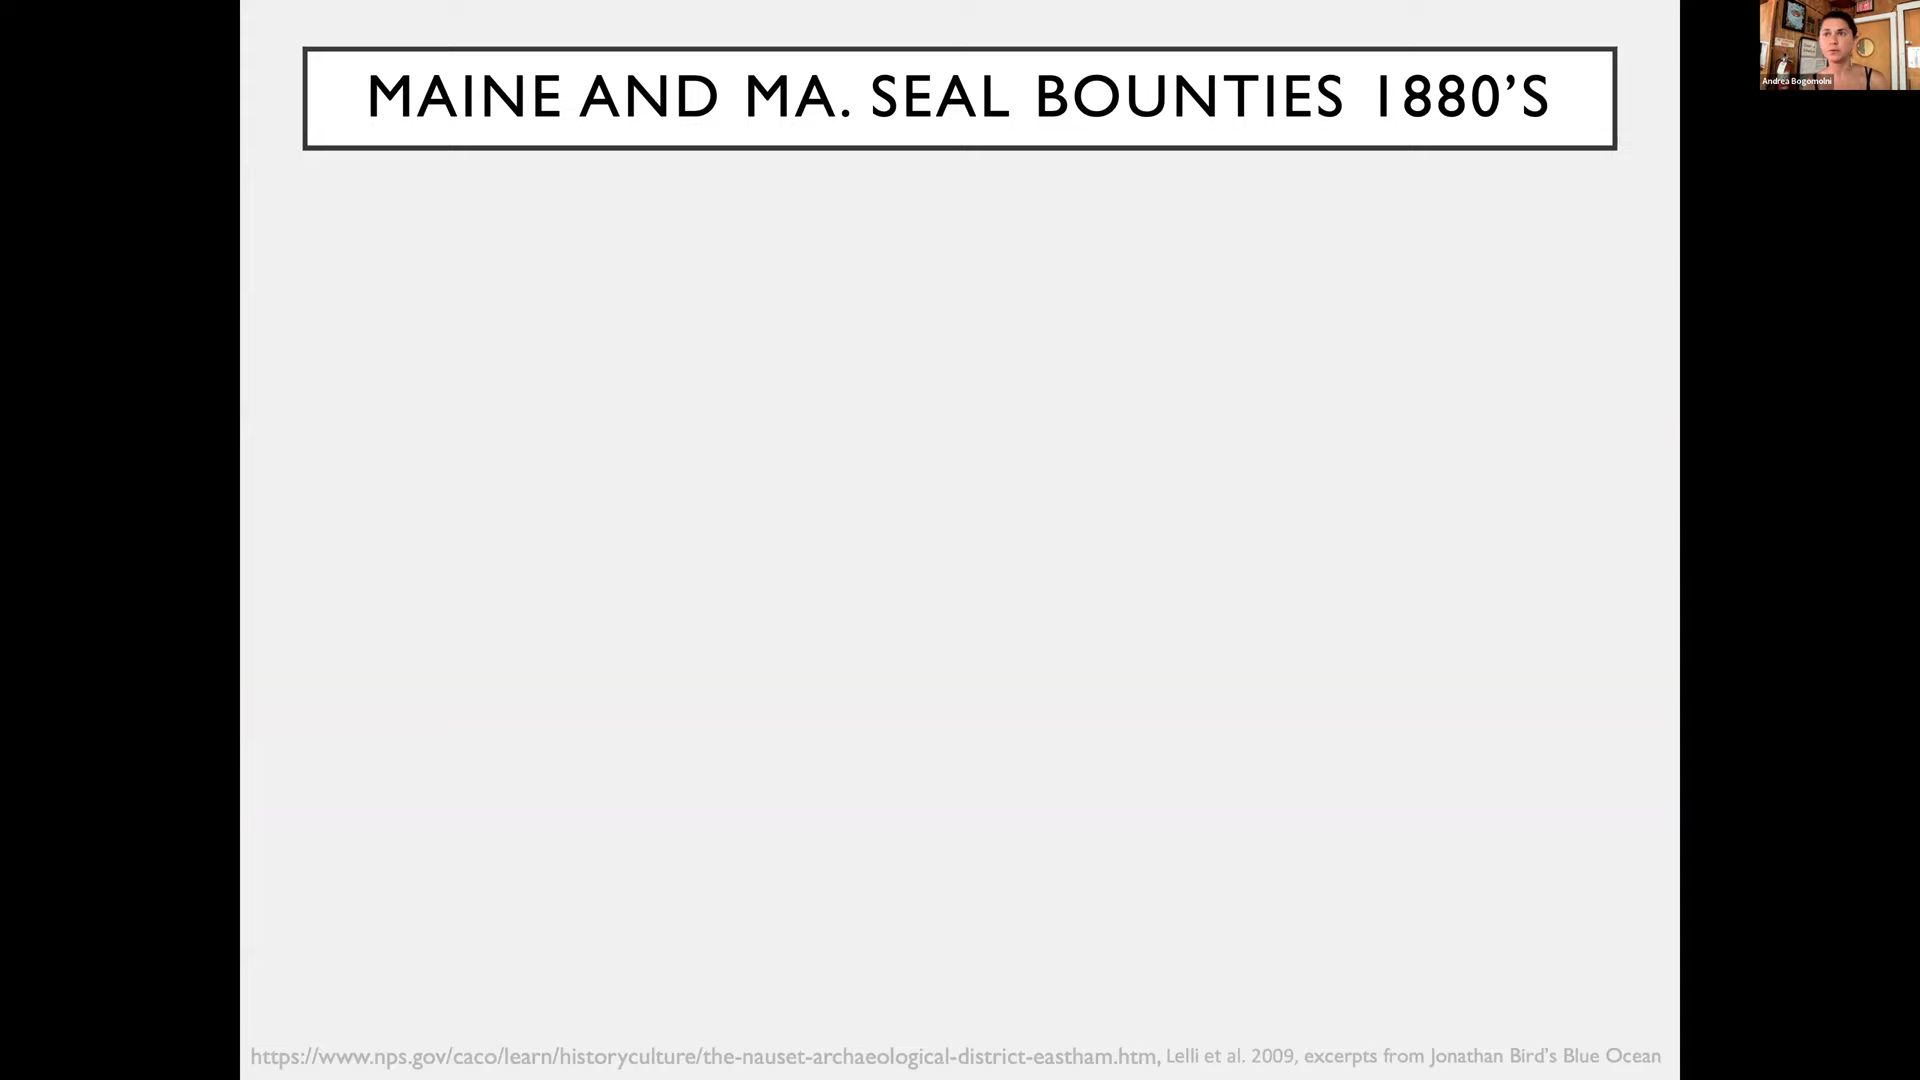 MAINE AND MA. SEAL BOUNTIES 1880’S
Andrea Bogomolni
https://www.nps.gov/caco/learn/historyculture/the-nauset-archaeological-district-eastham.htm, Lelli et al. 2009, excerpts from Jonathan Bird’s Blue Ocean